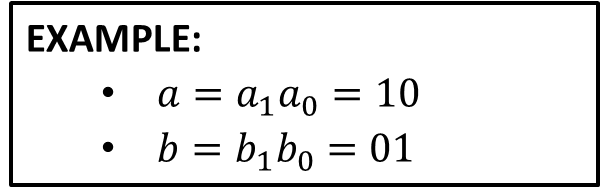 EXAMPLE:
• a = a₁a₀ = 10
• b = b₁b₀ = 01